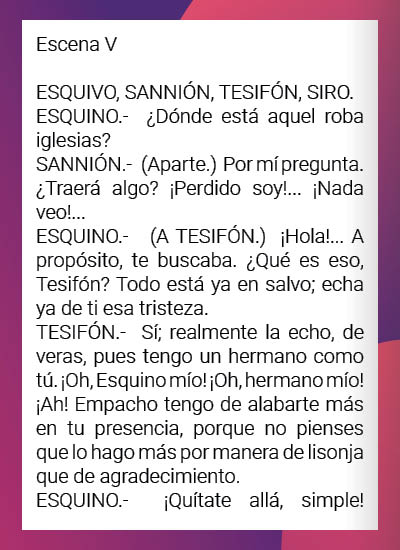 Escena V
ESQUIVO, SANNIÓN, TESIFÓN, SIRO.
ESQUINO.- ¿Dónde está aquel roba
iglesias?
SANNIÓN.- (Aparte.) Por mí pregunta.
¿Traerá algo? ¡Perdido soy!... ¡Nada
veo!...
ESQUINO.- (A TESIFÓN.) ¡Hola!... A
propósito, te buscaba. ¿Qué es eso,
Tesifón? Todo está ya en salvo; echa
ya de ti esa tristeza.
TESIFÓN.- Sí; realmente la echo, de
veras, pues tengo un hermano como
tú. ¡Oh, Esquino mío! ¡Oh, hermano mío!
¡Ah! Empacho tengo de alabarte más
en tu presencia, porque no pienses
que lo hago más por manera de lisonja
que de agradecimiento.
ESQUINO.- ¡Quítate allá, simple!